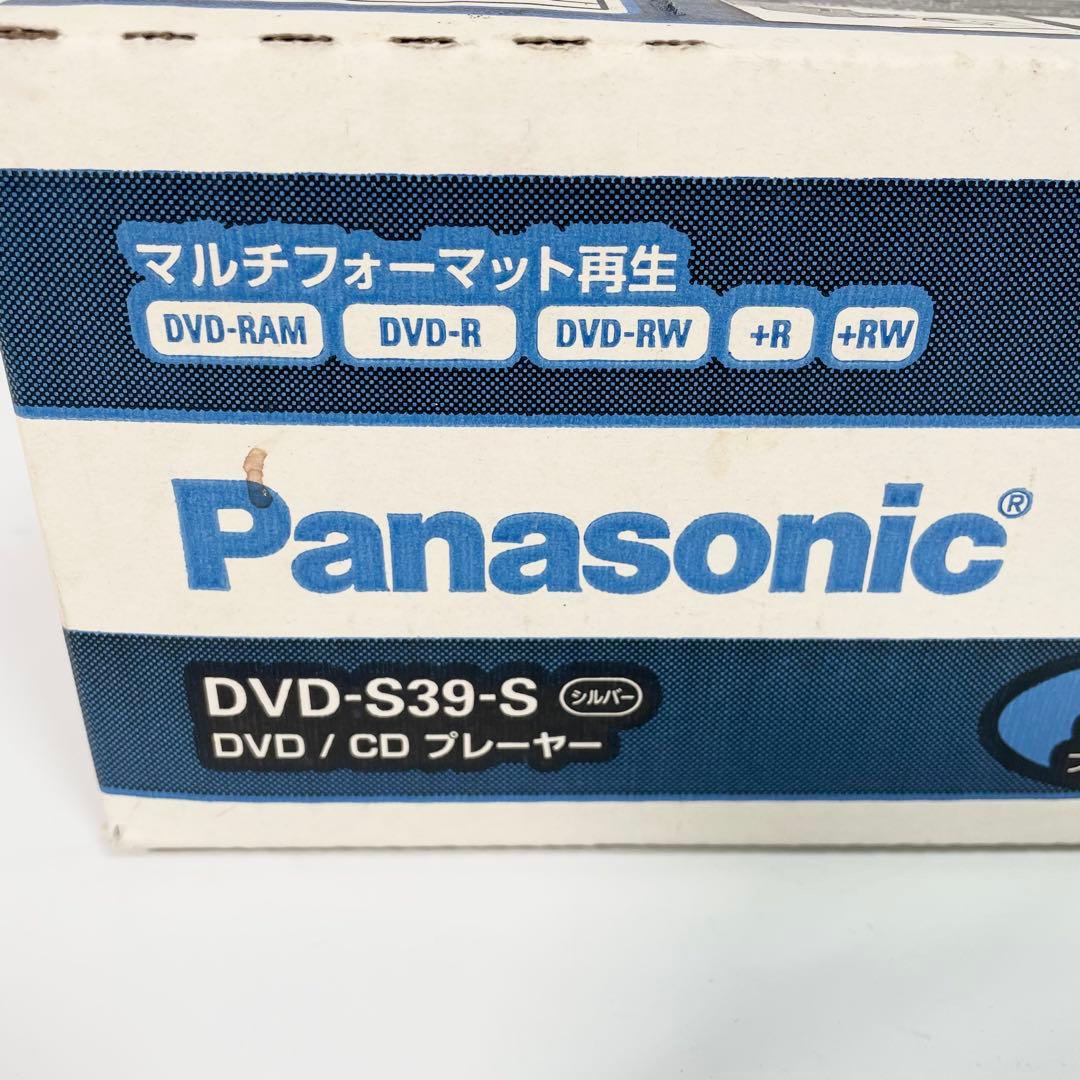 マルチフォーマット再生
DVD-RAM DVD-R DVD-RW +R +RW
Panasonic®
DVD-S39-S シルバー
DVD / CD プレーヤー